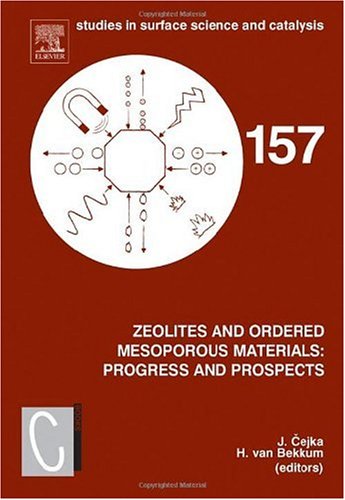 ELSEVIER
studies in surface science and catalysis
157
ZEOLITES AND ORDERED
MESOPOROUS MATERIALS:
PROGRESS AND PROSPECTS
J. Čejka
H. van Bekkum
(editors)
C